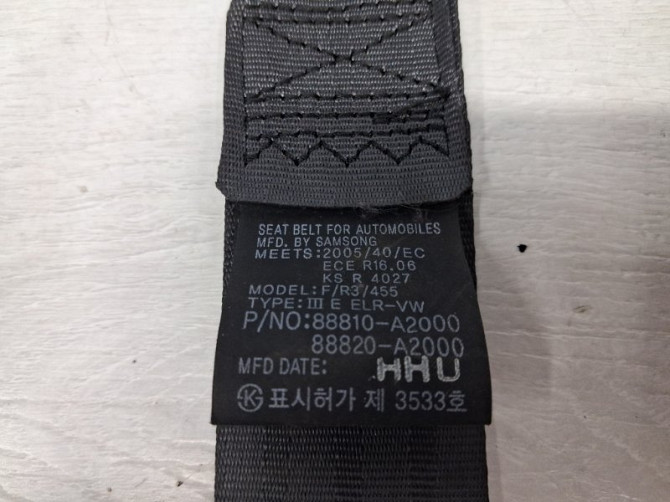 SEAT BELT FOR AUTOMOBILES
MFD. BY SAMSONG
MEETS:2005/40/EC
ECE R16.06
KS R 4027
MODEL:F/R3/455
TYPE:Ⅲ E ELR-VW
P/NO:88810-A2000
88820-A2000
MFD DATE: HHU
표시허가 제 3533호